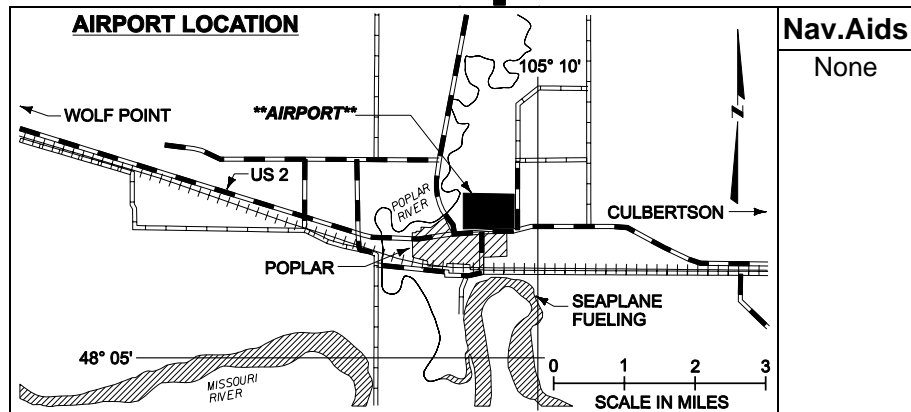 AIRPORT LOCATION
Nav.Aids
None
105° 10'
WOLF POINT
**AIRPORT**
N
US 2
POPLAR
RIVER
CULBERTSON
POPLAR
SEAPLANE
FUELING
48° 05'
MISSOURI
RIVER
0 1 2 3
SCALE IN MILES